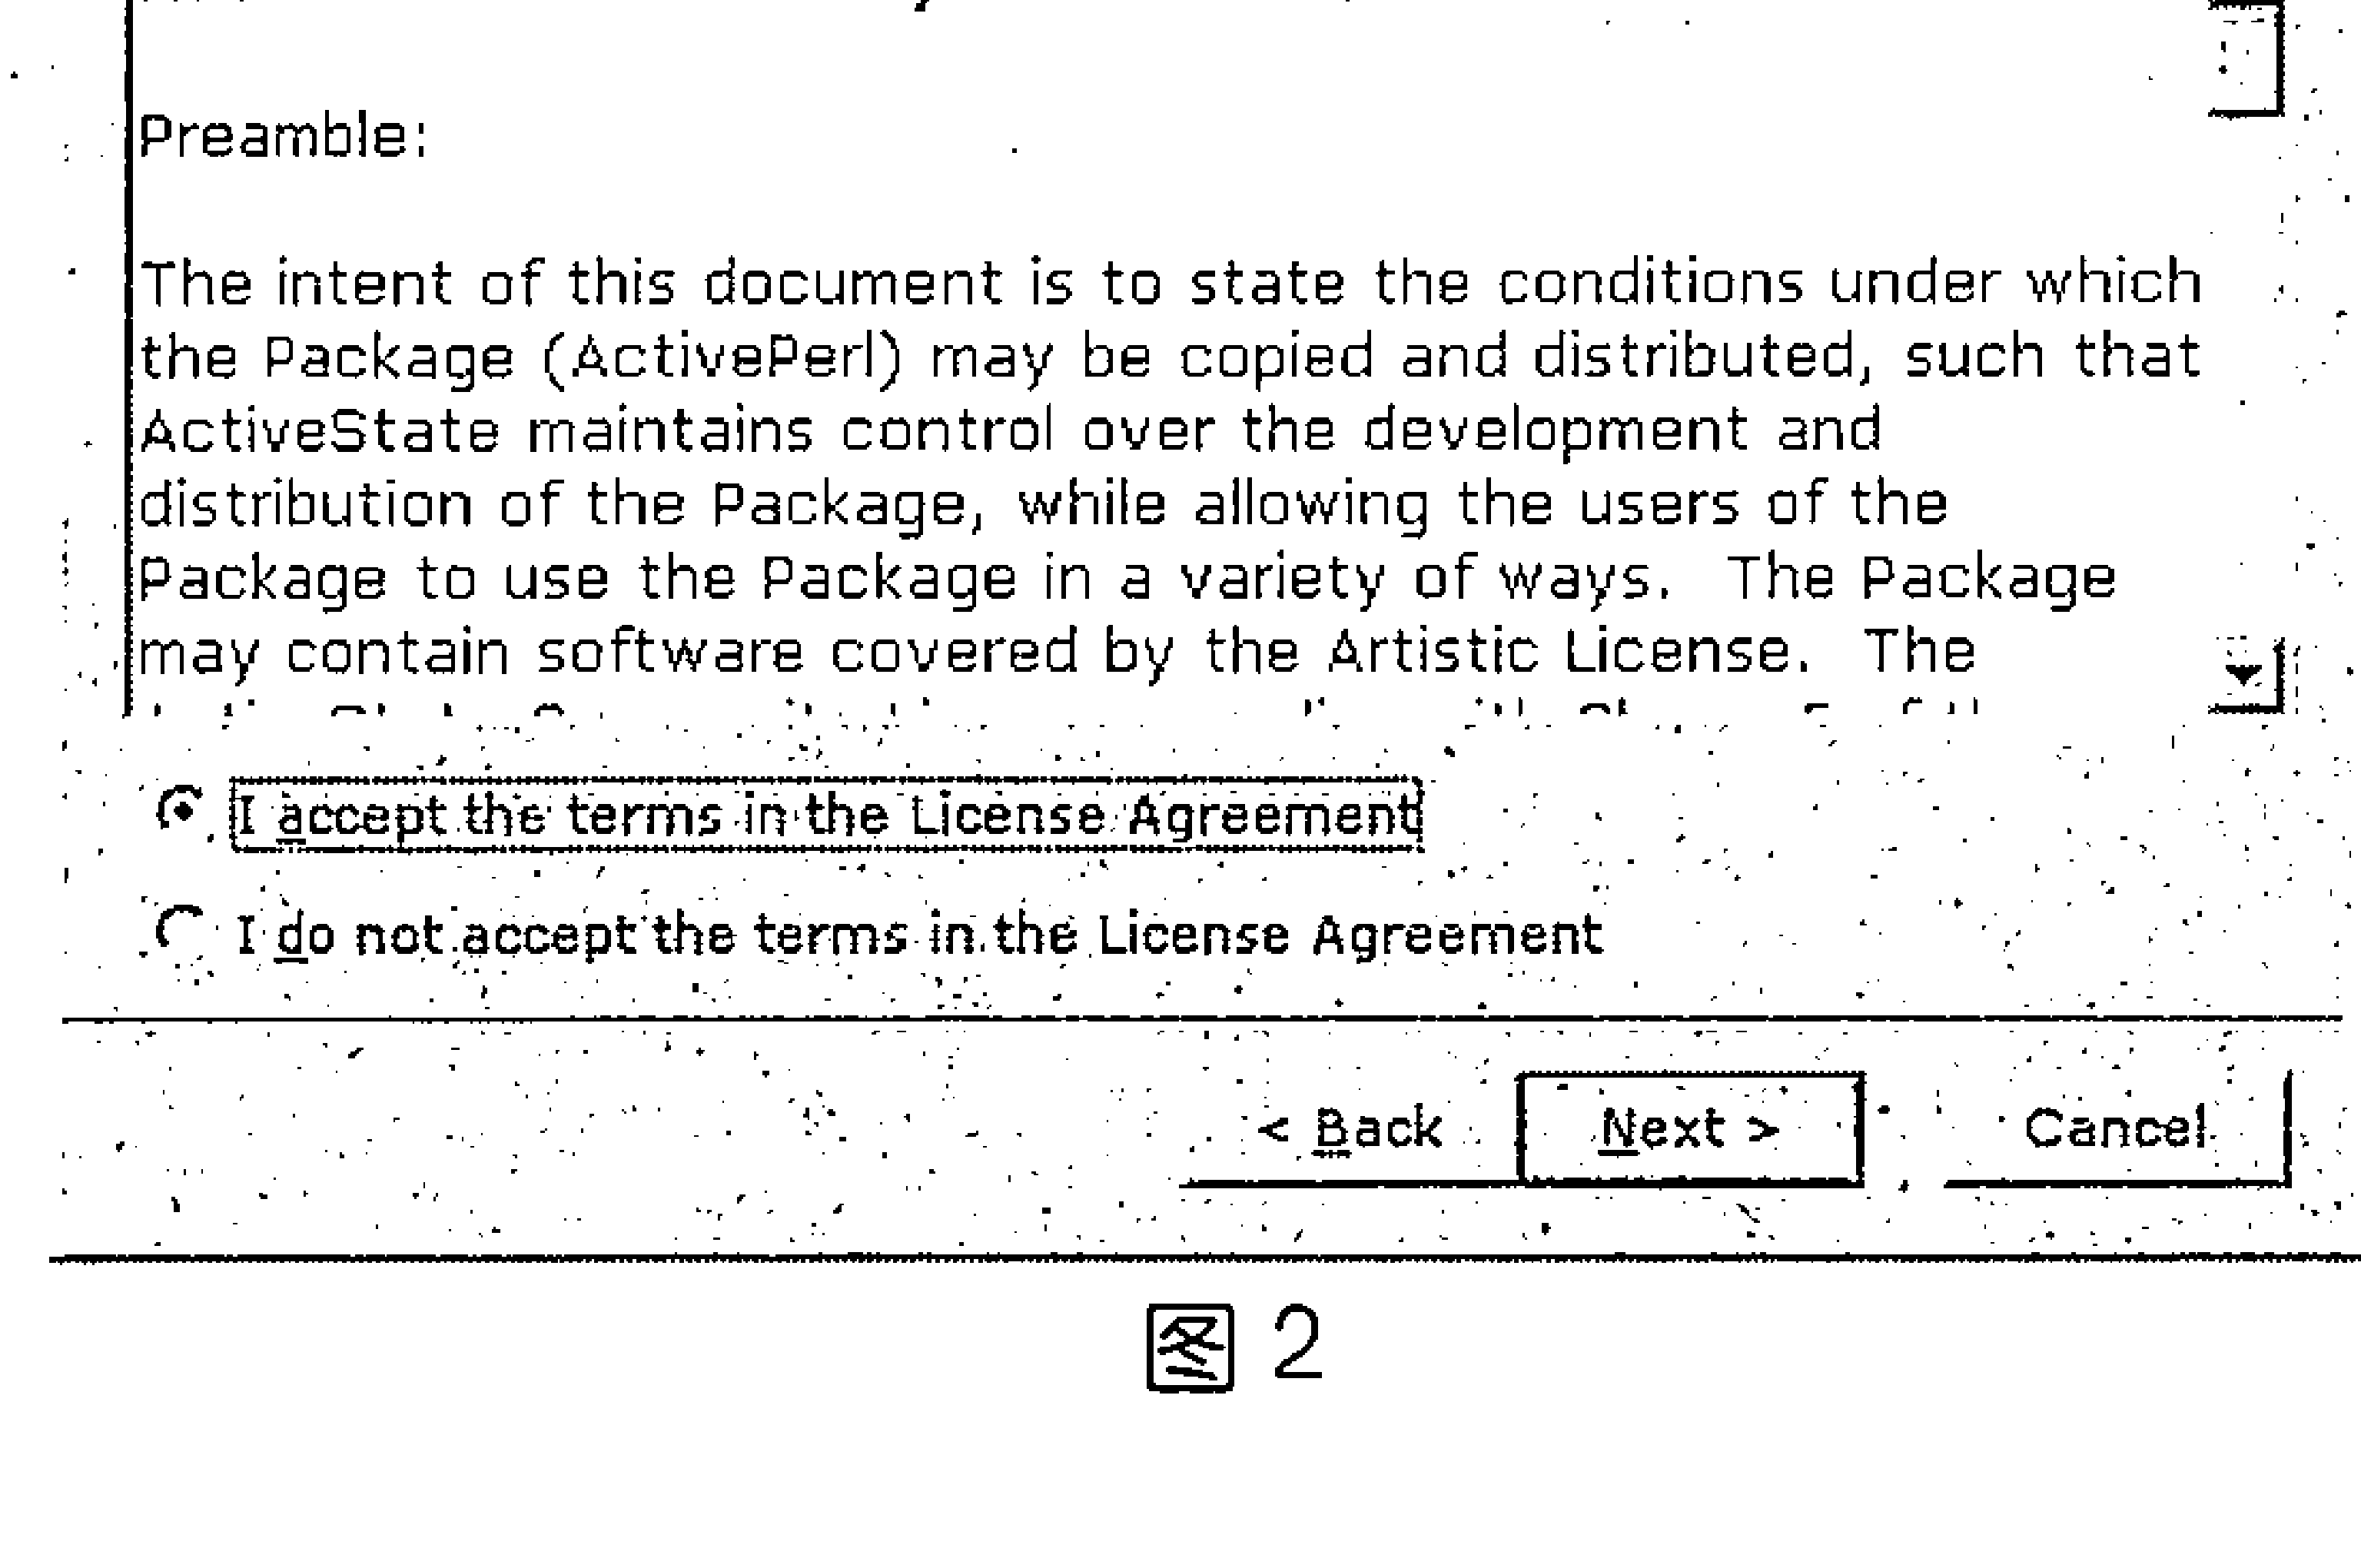 Preamble:
The intent of this document is to state the conditions under which
the Package (ActivePerl) may be copied and distributed, such that
ActiveState maintains control over the development and
distribution of the Package, while allowing the users of the
Package to use the Package in a variety of ways.  The Package
may contain software covered by the Artistic License.  The
I accept the terms in the License Agreement
I do not accept the terms in the License Agreement
< Back Next > Cancel
图 2